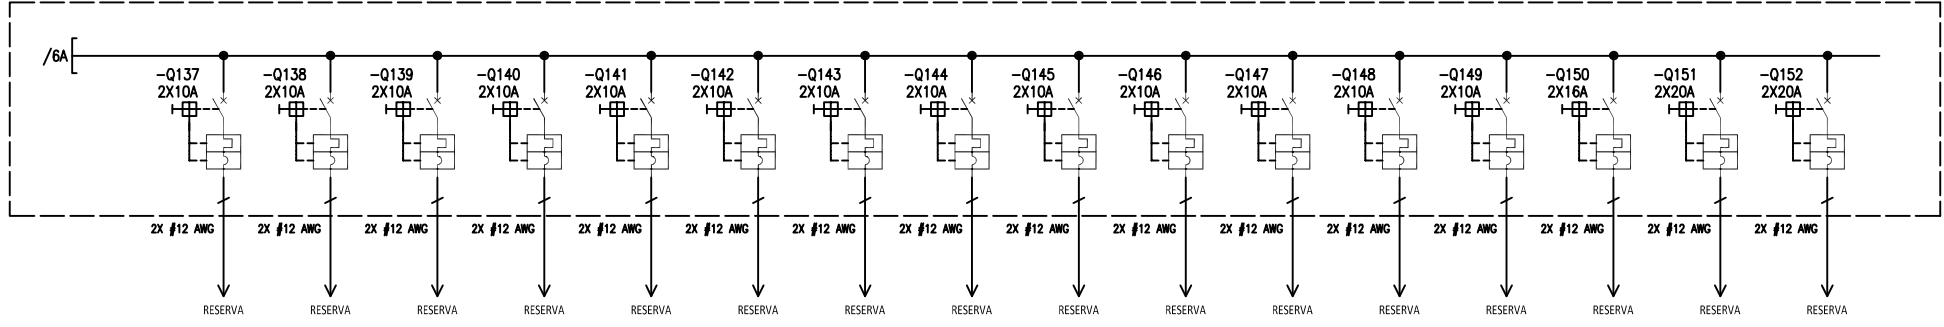 /6A
-Q137 -Q138 -Q139 -Q140 -Q141 -Q142 -Q143 -Q144 -Q145 -Q146 -Q147 -Q148 -Q149 -Q150 -Q151 -Q152
2X10A 2X10A 2X10A 2X10A 2X10A 2X10A 2X10A 2X10A 2X10A 2X10A 2X10A 2X10A 2X10A 2X16A 2X20A 2X20A
2X #12 AWG 2X #12 AWG 2X #12 AWG 2X #12 AWG 2X #12 AWG 2X #12 AWG 2X #12 AWG 2X #12 AWG 2X #12 AWG 2X #12 AWG 2X #12 AWG 2X #12 AWG 2X #12 AWG 2X #12 AWG 2X #12 AWG 2X #12 AWG
RESERVA RESERVA RESERVA RESERVA RESERVA RESERVA RESERVA RESERVA RESERVA RESERVA RESERVA RESERVA RESERVA RESERVA RESERVA RESERVA